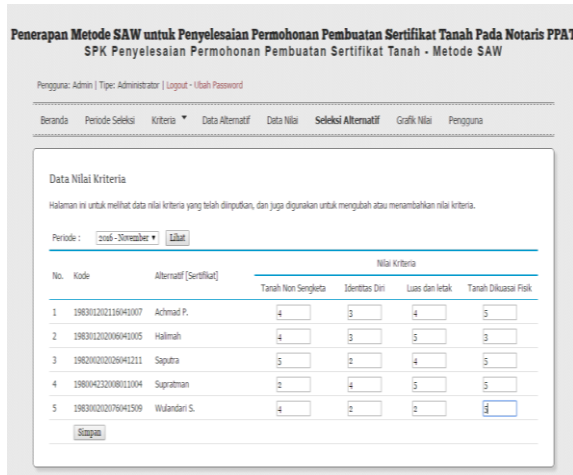 Penerapan Metode SAW untuk Penyelesaian Permohonan Pembuatan Sertifikat Tanah Pada Notaris PPAT
SPK Penyelesaian Permohonan Pembuatan Sertifikat Tanah - Metode SAW
Pengguna: Admin | Tipe: Administrator | Logout - Ubah Password
Beranda Periode Seleksi Kriteria Data Alternatif Data Nilai Seleksi Alternatif Grafik Nilai Pengguna
Data Nilai Kriteria
Halaman ini untuk melihat data nilai kriteria yang telah diinputkan, dan juga digunakan untuk mengubah atau menambahkan nilai kriteria.
Periode : 2016 - November Lihat
No. Kode Alternatif [Sertifikat] Nilai Kriteria
Tanah Non Sengketa Identitas Diri Luas dan letak Tanah Dikuasai Fisik
1 198301202116041007 Achmad P. 4 3 4 5
2 198301202006041005 Halimah 4 3 5 3
3 198200202026041211 Saputra 5 2 4 5
4 198004232008011004 Supratman 2 4 5 5
5 198300202076041509 Wulandari S. 4 2 2
Simpan